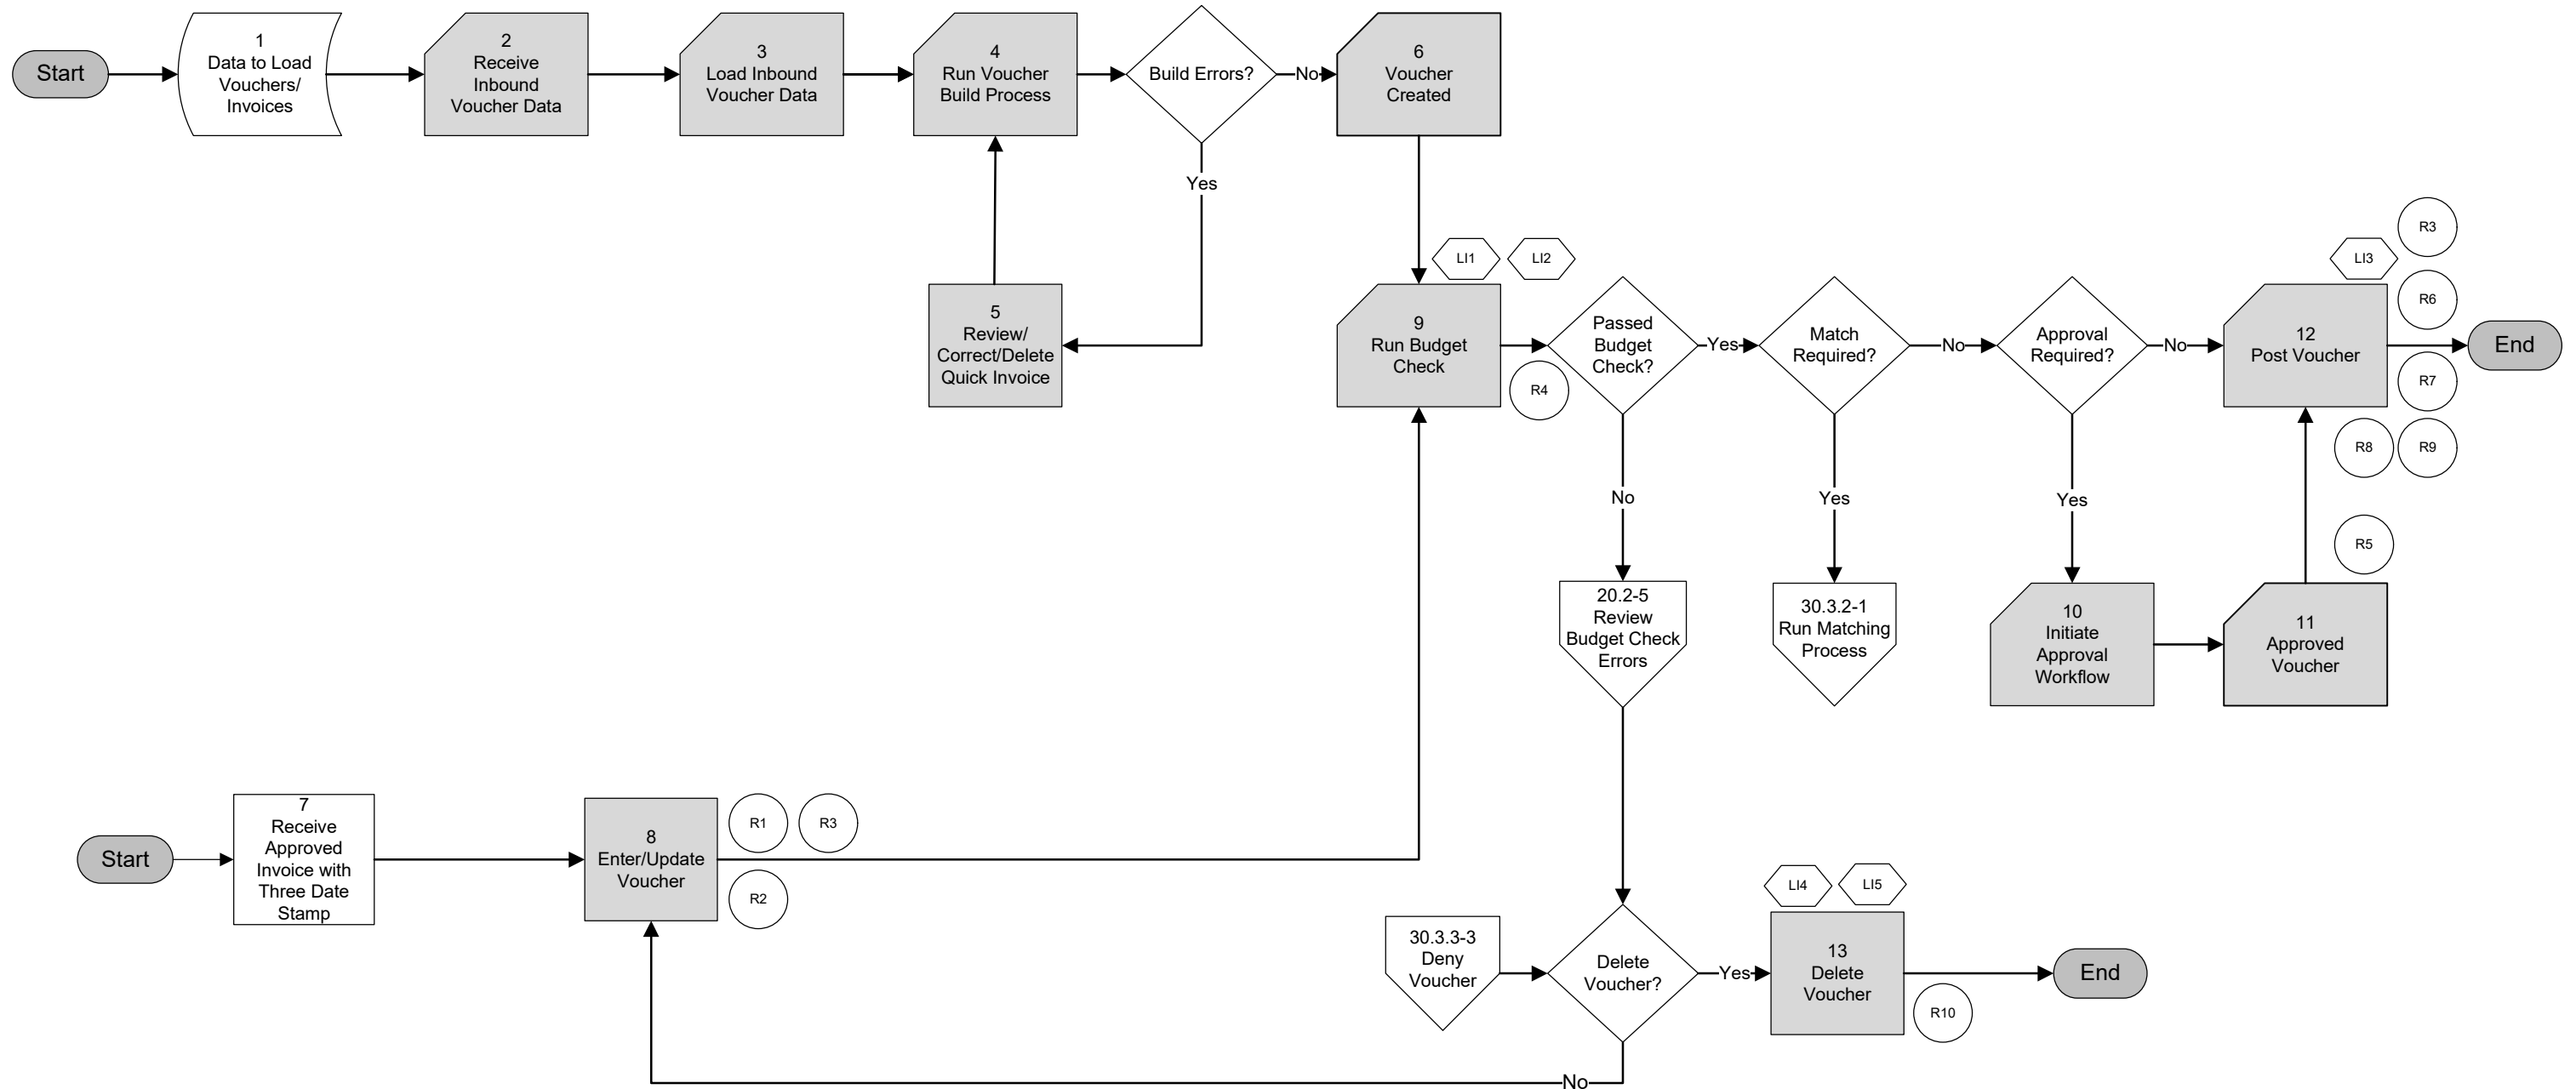 Start
1
Data to Load
Vouchers/
Invoices
2
Receive
Inbound
Voucher Data
3
Load Inbound
Voucher Data
4
Run Voucher
Build Process
Build Errors?
No
6
Voucher
Created
Yes
5
Review/
Correct/Delete
Quick Invoice
LI1
LI2
9
Run Budget
Check
R4
Passed
Budget
Check?
Yes
Match
Required?
No
Approval
Required?
No
LI3
R3
R6
12
Post Voucher
End
R7
R8
R9
No
Yes
Yes
R5
20.2-5
Review
Budget Check
Errors
30.3.2-1
Run Matching
Process
10
Initiate
Approval
Workflow
11
Approved
Voucher
Start
7
Receive
Approved
Invoice with
Three Date
Stamp
8
Enter/Update
Voucher
R1
R3
R2
30.3.3-3
Deny
Voucher
Delete
Voucher?
Yes
LI4
LI5
13
Delete
Voucher
R10
End
No